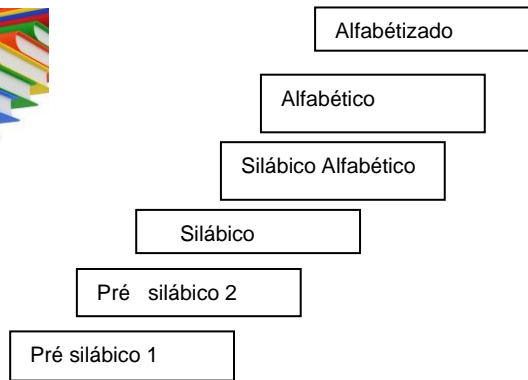 Alfabétizado
Alfabético
Silábico Alfabético
Silábico
Pré silábico 2
Pré silábico 1